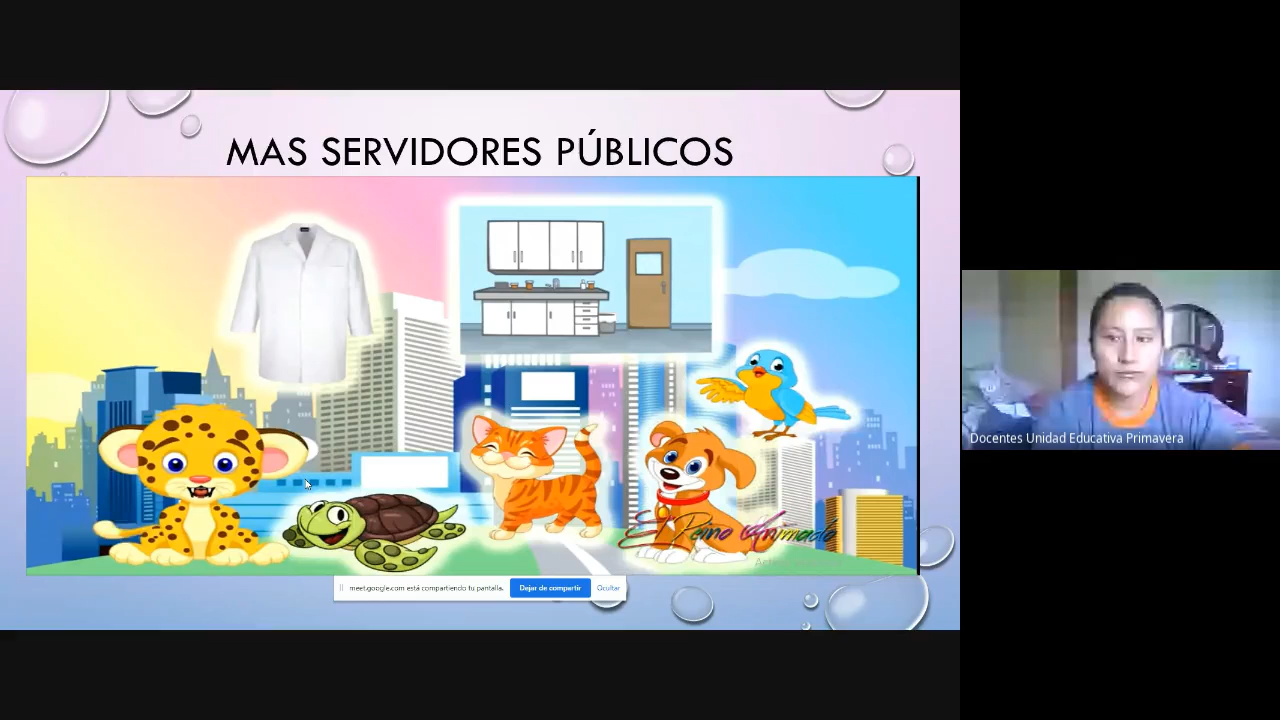 MAS SERVIDORES PÚBLICOS
El Reino Animado
meet.google.com está compartiendo tu pantalla.
Dejar de compartir
Ocultar
Docentes Unidad Educativa Primavera